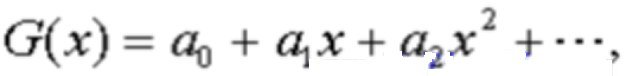 G(x) = a₀ + a₁x + a₂x² + ⋯,